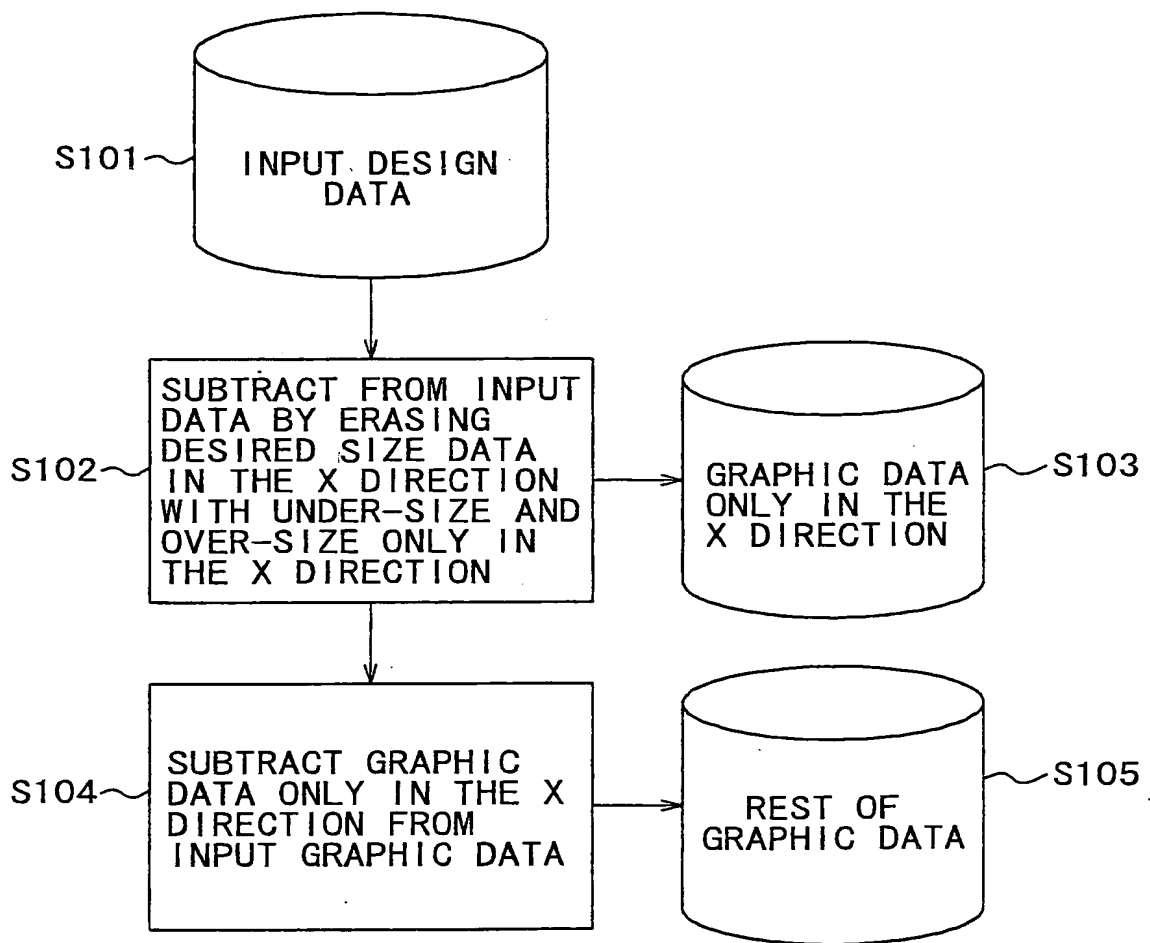 S101
INPUT DESIGN
DATA
S102
SUBTRACT FROM INPUT
DATA BY ERASING
DESIRED SIZE DATA
IN THE X DIRECTION
WITH UNDER-SIZE AND
OVER-SIZE ONLY IN
THE X DIRECTION
GRAPHIC DATA
ONLY IN THE
X DIRECTION
S103
S104
SUBTRACT GRAPHIC
DATA ONLY IN THE X
DIRECTION FROM
INPUT GRAPHIC DATA
REST OF
GRAPHIC DATA
S105